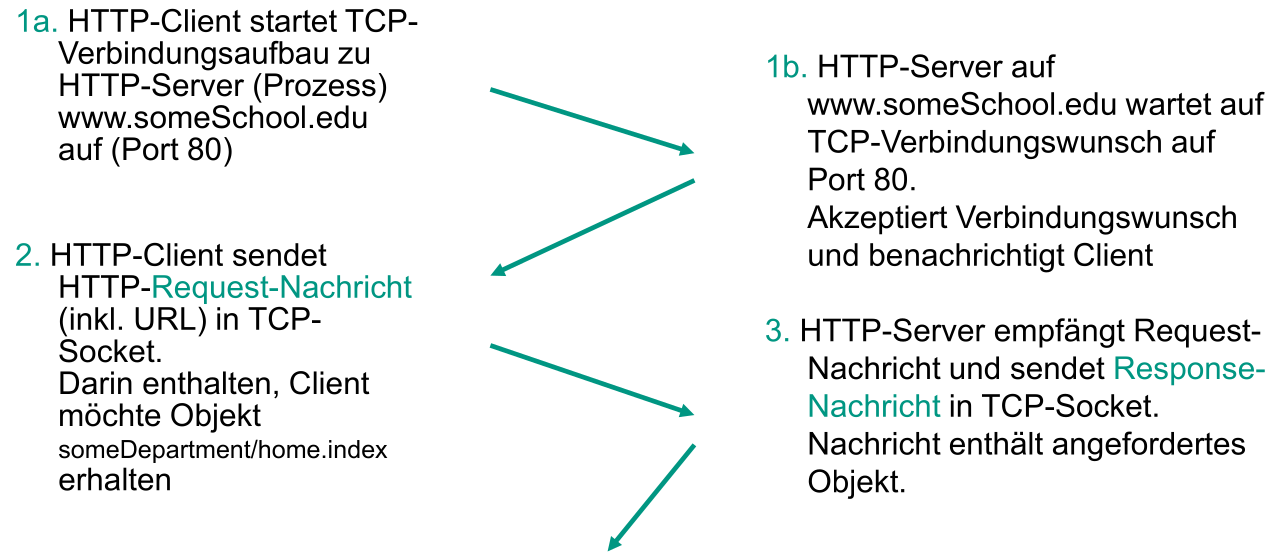 1a. HTTP-Client startet TCP-
Verbindungsaufbau zu
HTTP-Server (Prozess)
www.someSchool.edu
auf (Port 80)
1b. HTTP-Server auf
www.someSchool.edu wartet auf
TCP-Verbindungswunsch auf
Port 80.
Akzeptiert Verbindungswunsch
und benachrichtigt Client
2. HTTP-Client sendet
HTTP-Request-Nachricht
(inkl. URL) in TCP-
Socket.
Darin enthalten, Client
möchte Objekt
someDepartment/home.index
erhalten
3. HTTP-Server empfängt Request-
Nachricht und sendet Response-
Nachricht in TCP-Socket.
Nachricht enthält angefordertes
Objekt.